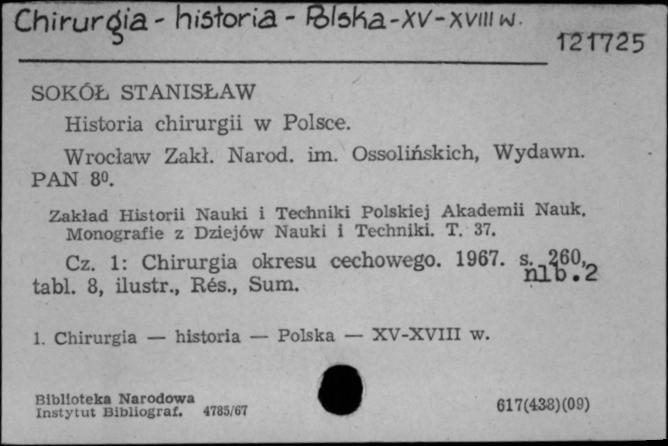 Chirurgia - historia - Polska - XV - XVIII w.
121725
SOKÓŁ STANISŁAW
Historia chirurgii w Polsce.
Wrocław Zakł. Narod. im. Ossolińskich, Wydawn.
PAN 8⁰.
Zakład Historii Nauki i Techniki Polskiej Akademii Nauk.
Monografie z Dziejów Nauki i Techniki. T. 37.
Cz. 1: Chirurgia okresu cechowego. 1967. s. 260,
nlb.2
tabl. 8, ilustr., Rés., Sum.
1. Chirurgia — historia — Polska — XV-XVIII w.
Biblioteka Narodowa
Instytut Bibliograf. 4785/67
617(438)(09)